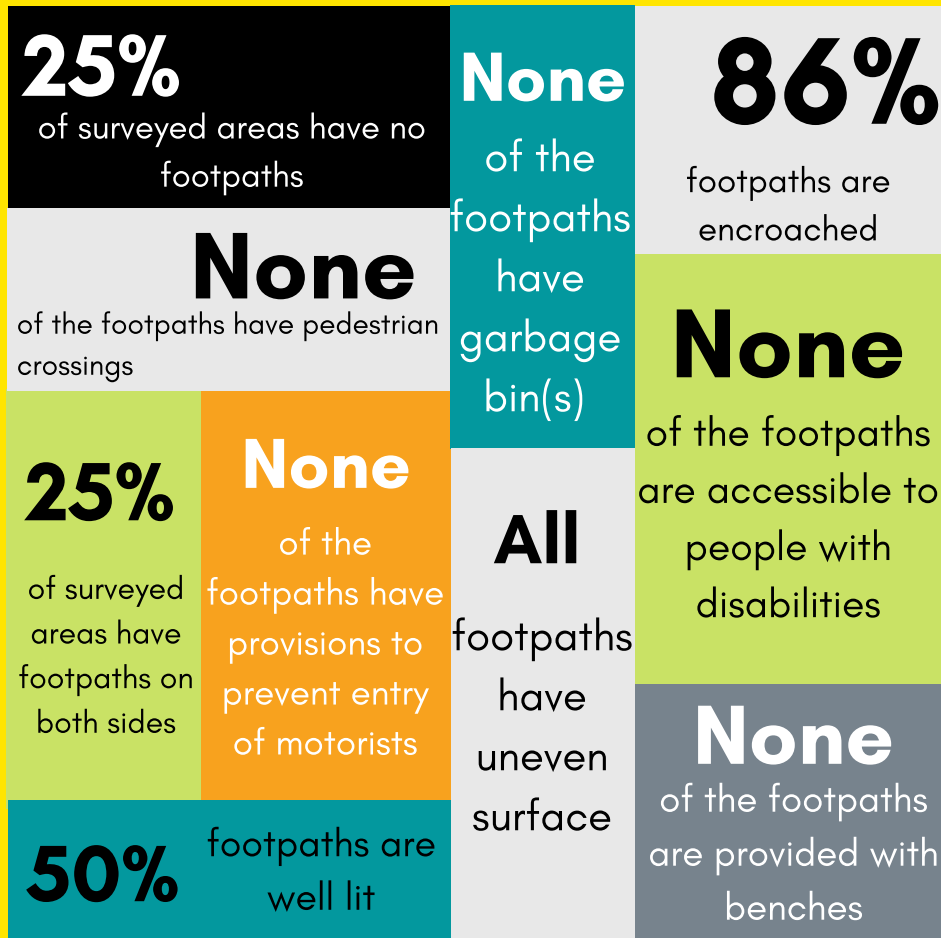 25%
of surveyed areas have no
footpaths
None
of the
footpaths
have
garbage
bin(s)
86%
footpaths are
encroached
None
of the footpaths have pedestrian
crossings
None
of the footpaths
are accessible to
people with
disabilities
25%
of surveyed
areas have
footpaths on
both sides
None
of the
footpaths have
provisions to
prevent entry
of motorists
All
footpaths
have
uneven
surface
None
of the footpaths
are provided with
benches
50%
footpaths are
well lit